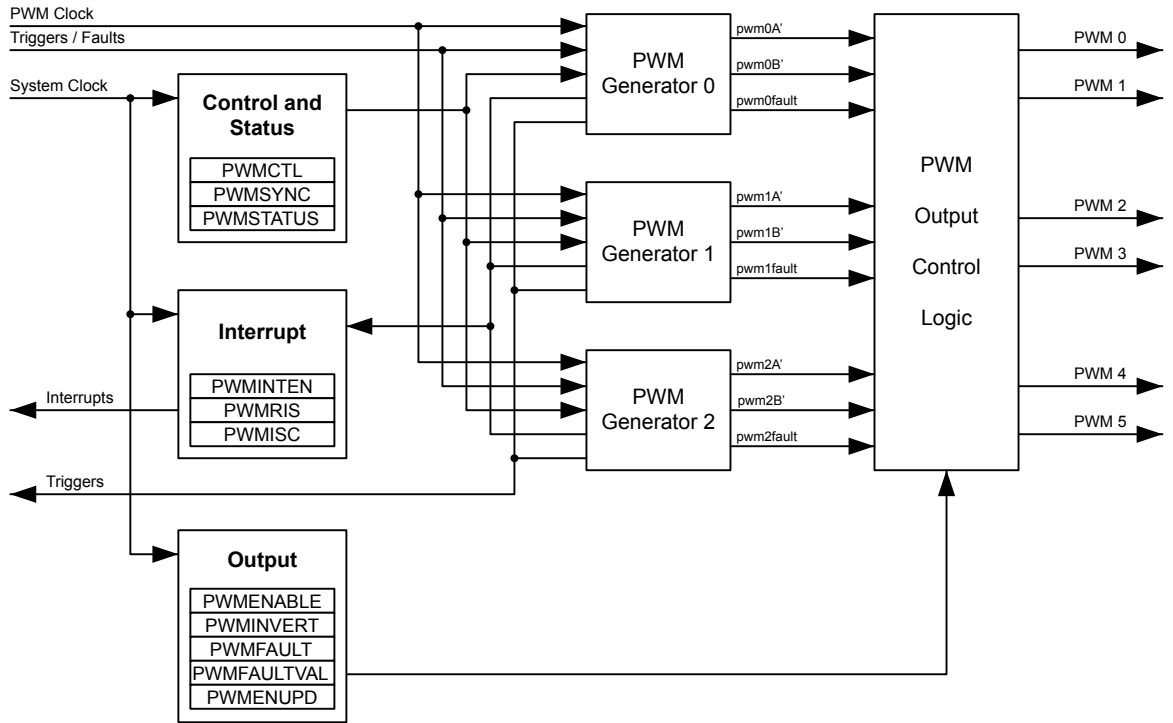 PWM Clock
Triggers / Faults
System Clock
Control and
Status
PWMCTL
PWMSYNC
PWMSTATUS
Interrupt
PWMINTEN
PWMRIS
PWMISC
Interrupts
Triggers
Output
PWMENABLE
PWMINVERT
PWMFAULT
PWMFAULTVAL
PWMENUPD
PWM
Generator 0
pwm0A'
pwm0B'
pwm0fault
PWM
Generator 1
pwm1A'
pwm1B'
pwm1fault
PWM
Generator 2
pwm2A'
pwm2B'
pwm2fault
PWM
Output
Control
Logic
PWM 0
PWM 1
PWM 2
PWM 3
PWM 4
PWM 5